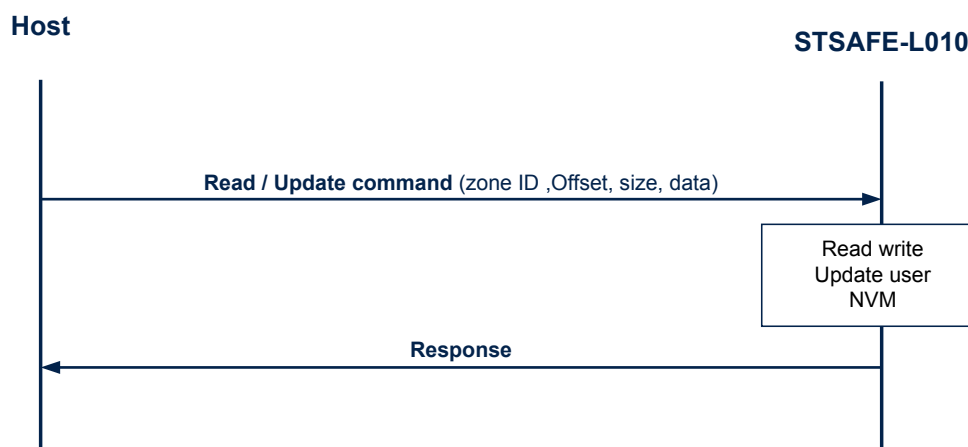 Host
STSAFE-L010
Read / Update command (zone ID ,Offset, size, data)
Read write
Update user
NVM
Response